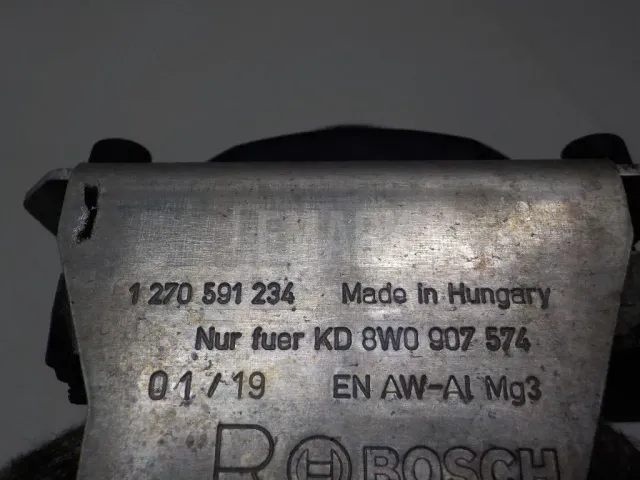 1 270 591 234 Made in Hungary
Nur fuer KD 8W0 907 574
01/19 EN AW-Al Mg3
R BOSCH